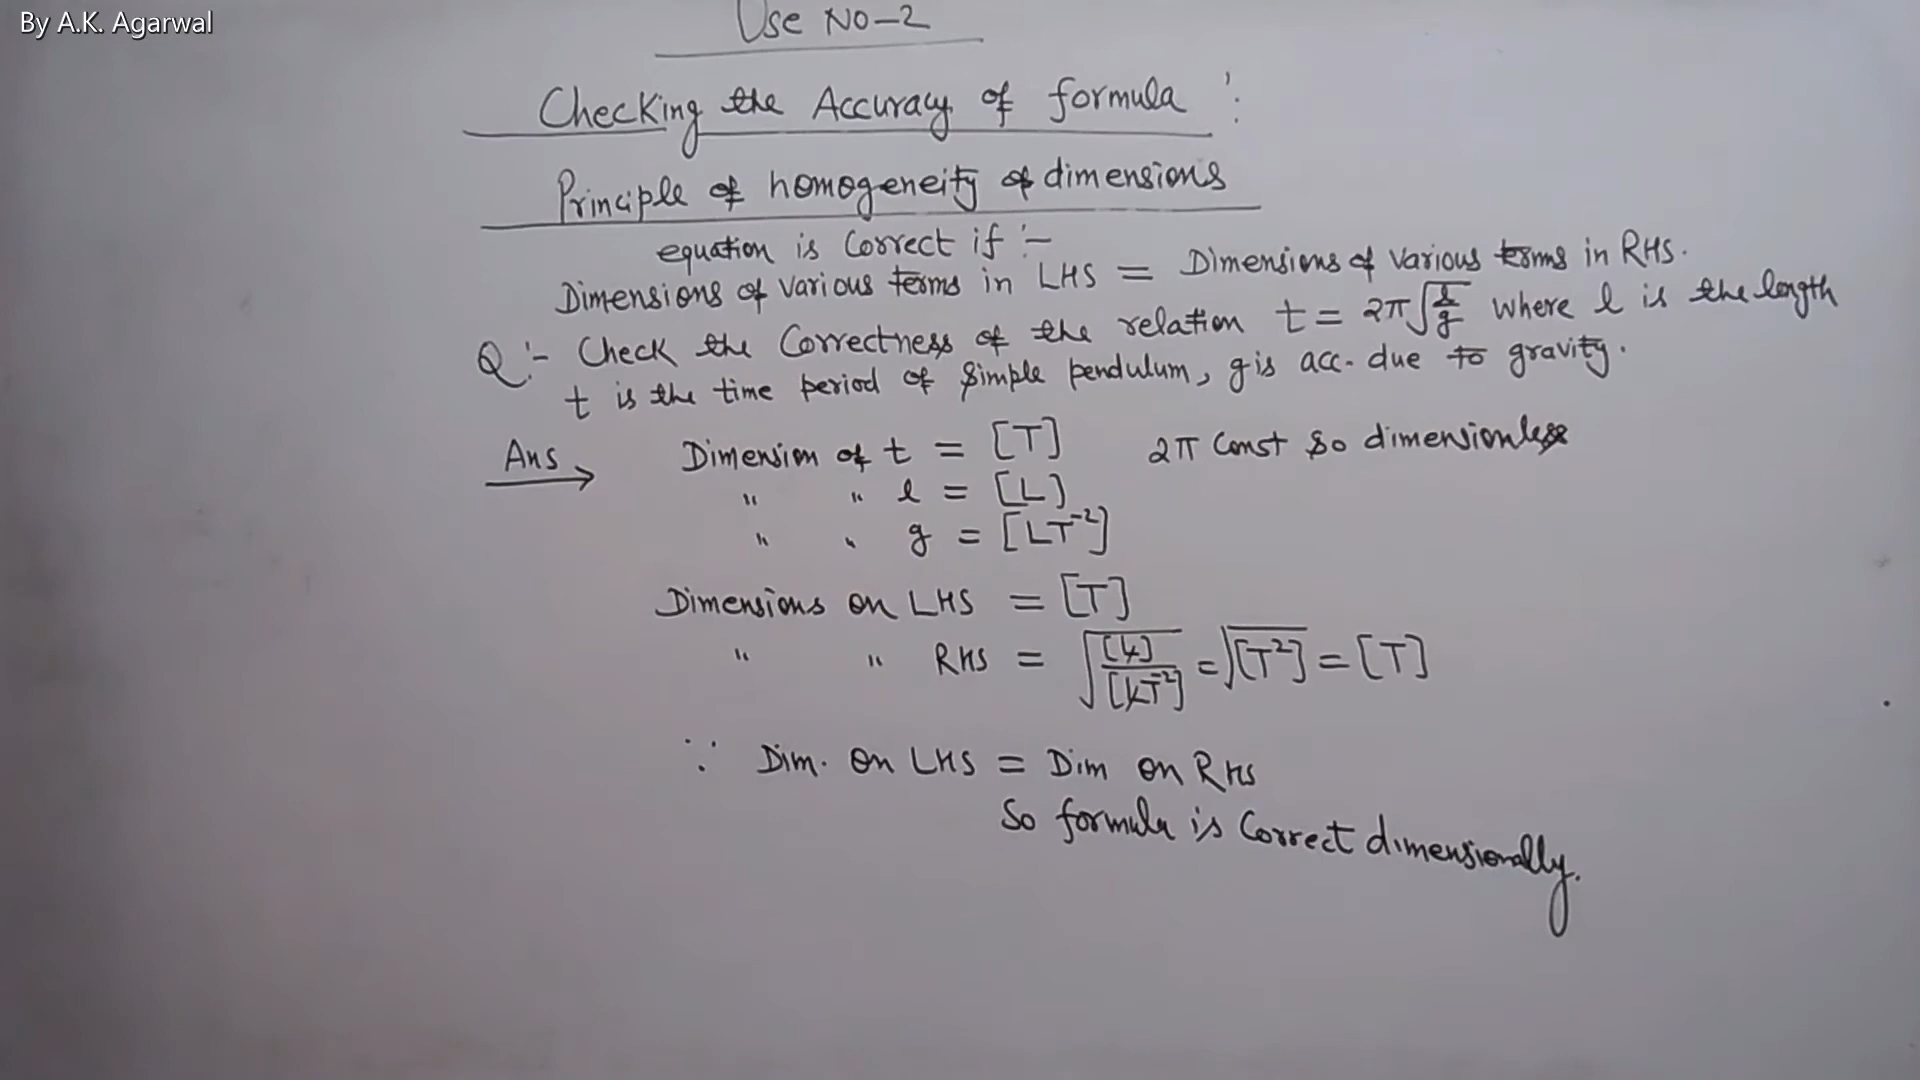 By A.K. Agarwal
Use No-2
Checking the Accuracy of formula :
Principle of homogeneity of dimensions
equation is Correct if :-
Dimensions of various terms in LHS = Dimensions of various terms in RHS.
Q:- Check the Correctness of the relation t = 2π√(l/g) where l is the length
t is the time period of simple pendulum, g is acc. due to gravity.
Ans → Dimension of t = [T] 2π Const so dimensionless
" " l = [L]
" " g = [LT⁻²]
Dimensions on LHS = [T]
" " RHS = √([L]/[LT⁻²]) = √[T²] = [T]
∵ Dim. on LHS = Dim on RHS
So formula is Correct dimensionally.